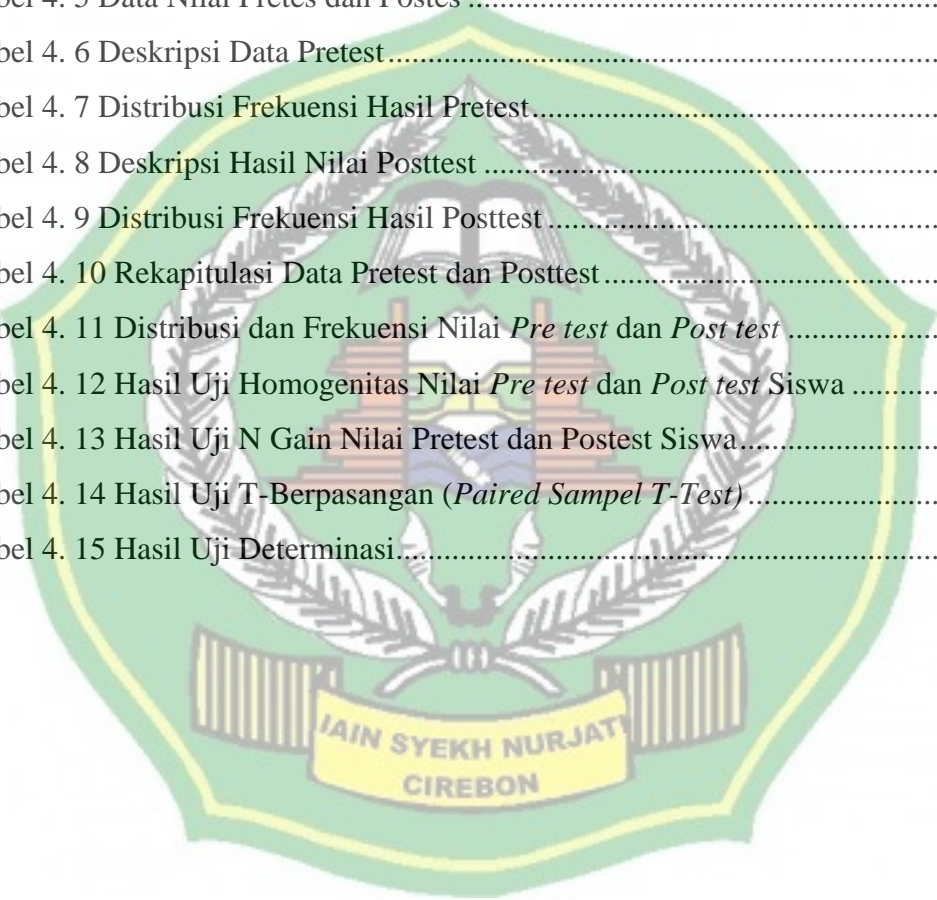 bel 4. 5 Data Nilai Pretes dan Postes ........................................................
bel 4. 6 Deskripsi Data Pretest ........................................................
bel 4. 7 Distribusi Frekuensi Hasil Pretest ........................................................
bel 4. 8 Deskripsi Hasil Nilai Posttest ........................................................
bel 4. 9 Distribusi Frekuensi Hasil Posttest ........................................................
bel 4. 10 Rekapitulasi Data Pretest dan Posttest ........................................................
bel 4. 11 Distribusi dan Frekuensi Nilai Pre test dan Post test ........................................................
bel 4. 12 Hasil Uji Homogenitas Nilai Pre test dan Post test Siswa ........................................................
bel 4. 13 Hasil Uji N Gain Nilai Pretest dan Postest Siswa ........................................................
bel 4. 14 Hasil Uji T-Berpasangan (Paired Sampel T-Test) ........................................................
bel 4. 15 Hasil Uji Determinasi ........................................................
IAIN SYEKH NURJATI
CIREBON